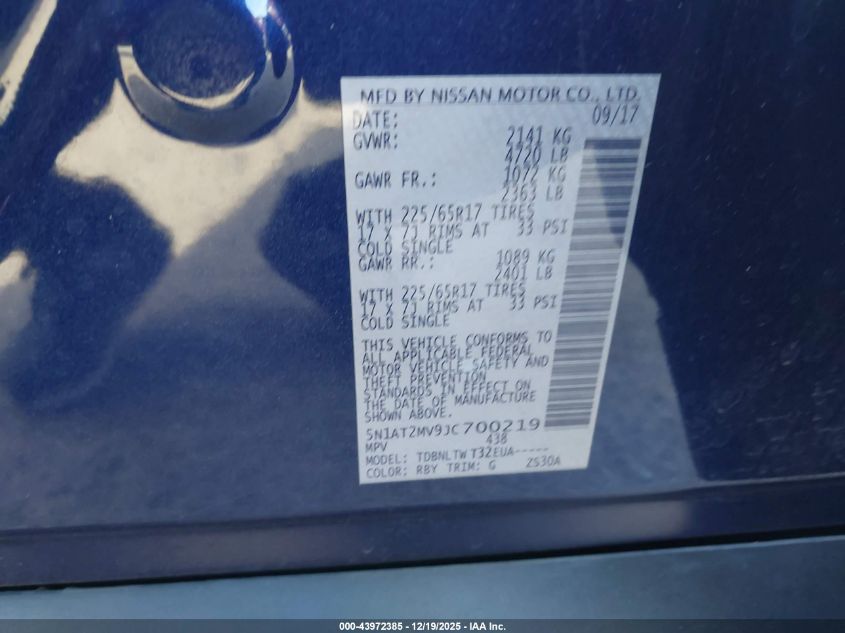 MFD BY NISSAN MOTOR CO., LTD.
DATE: 09/17
GVWR: 2141 KG
4720 LB
GAWR FR.: 1072 KG
2363 LB
WITH 225/65R17 TIRES
17 X 7J RIMS AT 33 PSI
COLD SINGLE
GAWR RR.: 1089 KG
2401 LB
WITH 225/65R17 TIRES
17 X 7J RIMS AT 33 PSI
COLD SINGLE
THIS VEHICLE CONFORMS TO
ALL APPLICABLE FEDERAL
MOTOR VEHICLE SAFETY AND
THEFT PREVENTION
STANDARDS IN EFFECT ON
THE DATE OF MANUFACTURE
SHOWN ABOVE.
5N1AT2MV9JC700219
MPV 438
MODEL: TDBNLTWT32EUA-----
COLOR: RBY TRIM: G ZS30A
000-43972385 - 12/19/2025 - IAA Inc.